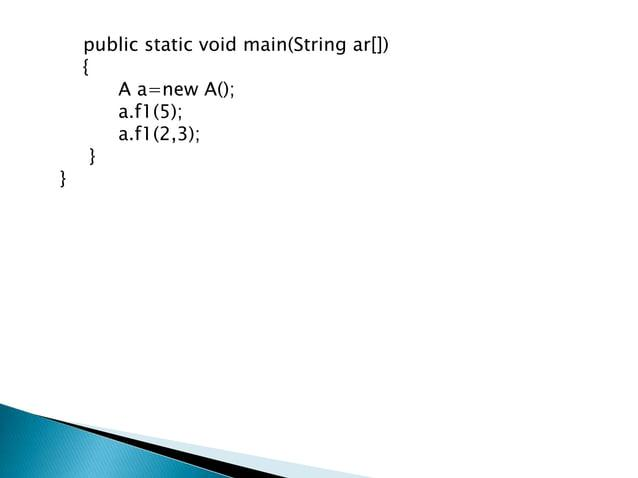 public static void main(String ar[])
{
A a=new A();
a.f1(5);
a.f1(2,3);
}
}